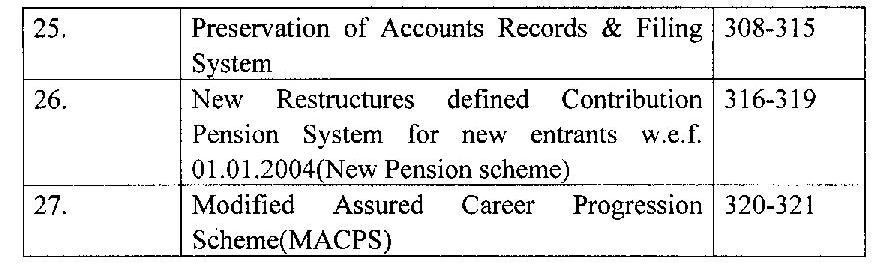 25. Preservation of Accounts Records & Filing 308-315
System
26. New Restructures defined Contribution 316-319
Pension System for new entrants w.e.f.
01.01.2004(New Pension scheme)
27. Modified Assured Career Progression 320-321
Scheme(MACPS)